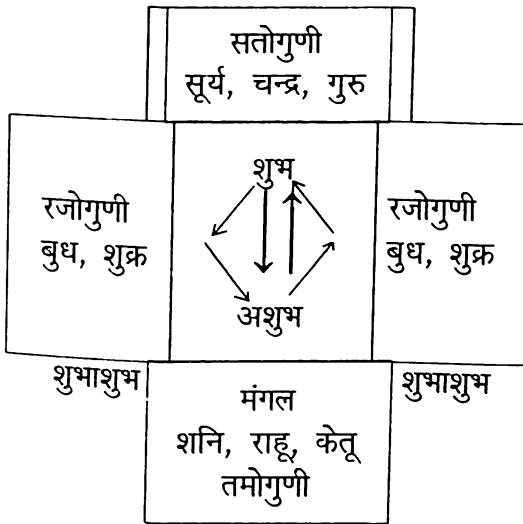 सतोगुणी
सूर्य, चन्द्र, गुरु
शुभ
रजोगुणी
बुध, शुक्र
रजोगुणी
बुध, शुक्र
अशुभ
शुभाशुभ
शुभाशुभ
मंगल
शनि, राहू, केतू
तमोगुणी